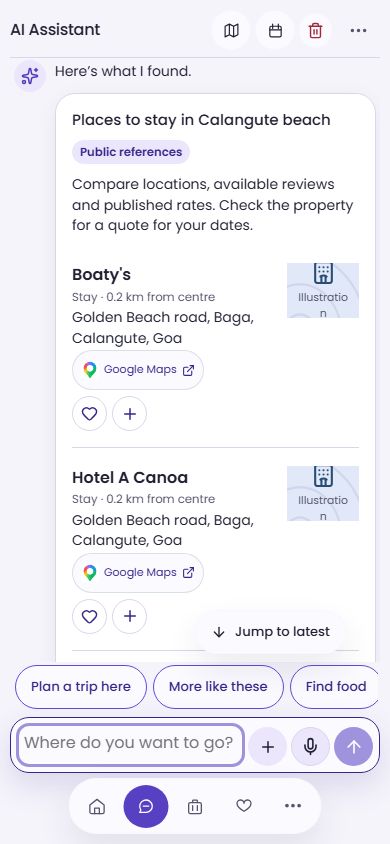 AI Assistant
Here's what I found.
Places to stay in Calangute beach
Public references
Compare locations, available reviews
and published rates. Check the property
for a quote for your dates.
Boaty's
Stay · 0.2 km from centre
Golden Beach road, Baga,
Calangute, Goa
Illustratio
n
Google Maps
Hotel A Canoa
Stay · 0.2 km from centre
Golden Beach road, Baga,
Calangute, Goa
Illustratio
n
Google Maps
Jump to latest
Plan a trip here
More like these
Find food
Where do you want to go?